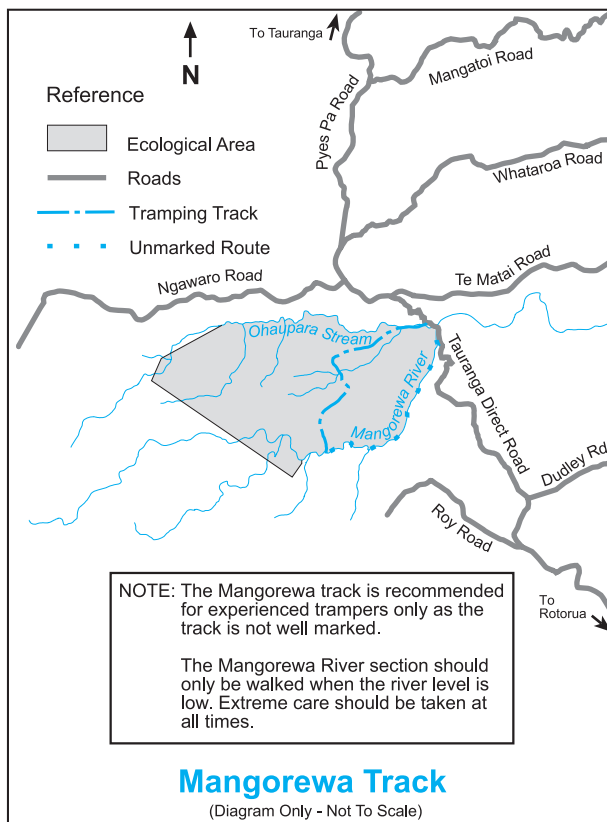 To Tauranga
N
Mangatoi Road
Pyes Pa Road
Reference
Ecological Area
Roads
Tramping Track
Unmarked Route
Whataroa Road
Te Matai Road
Ngawaro Road
Ohaupara Stream
Mangorewa River
Tauranga Direct Road
Dudley Rd
Roy Road
To
Rotorua
NOTE: The Mangorewa track is recommended
for experienced trampers only as the
track is not well marked.
The Mangorewa River section should
only be walked when the river level is
low. Extreme care should be taken at
all times.
Mangorewa Track
(Diagram Only - Not To Scale)